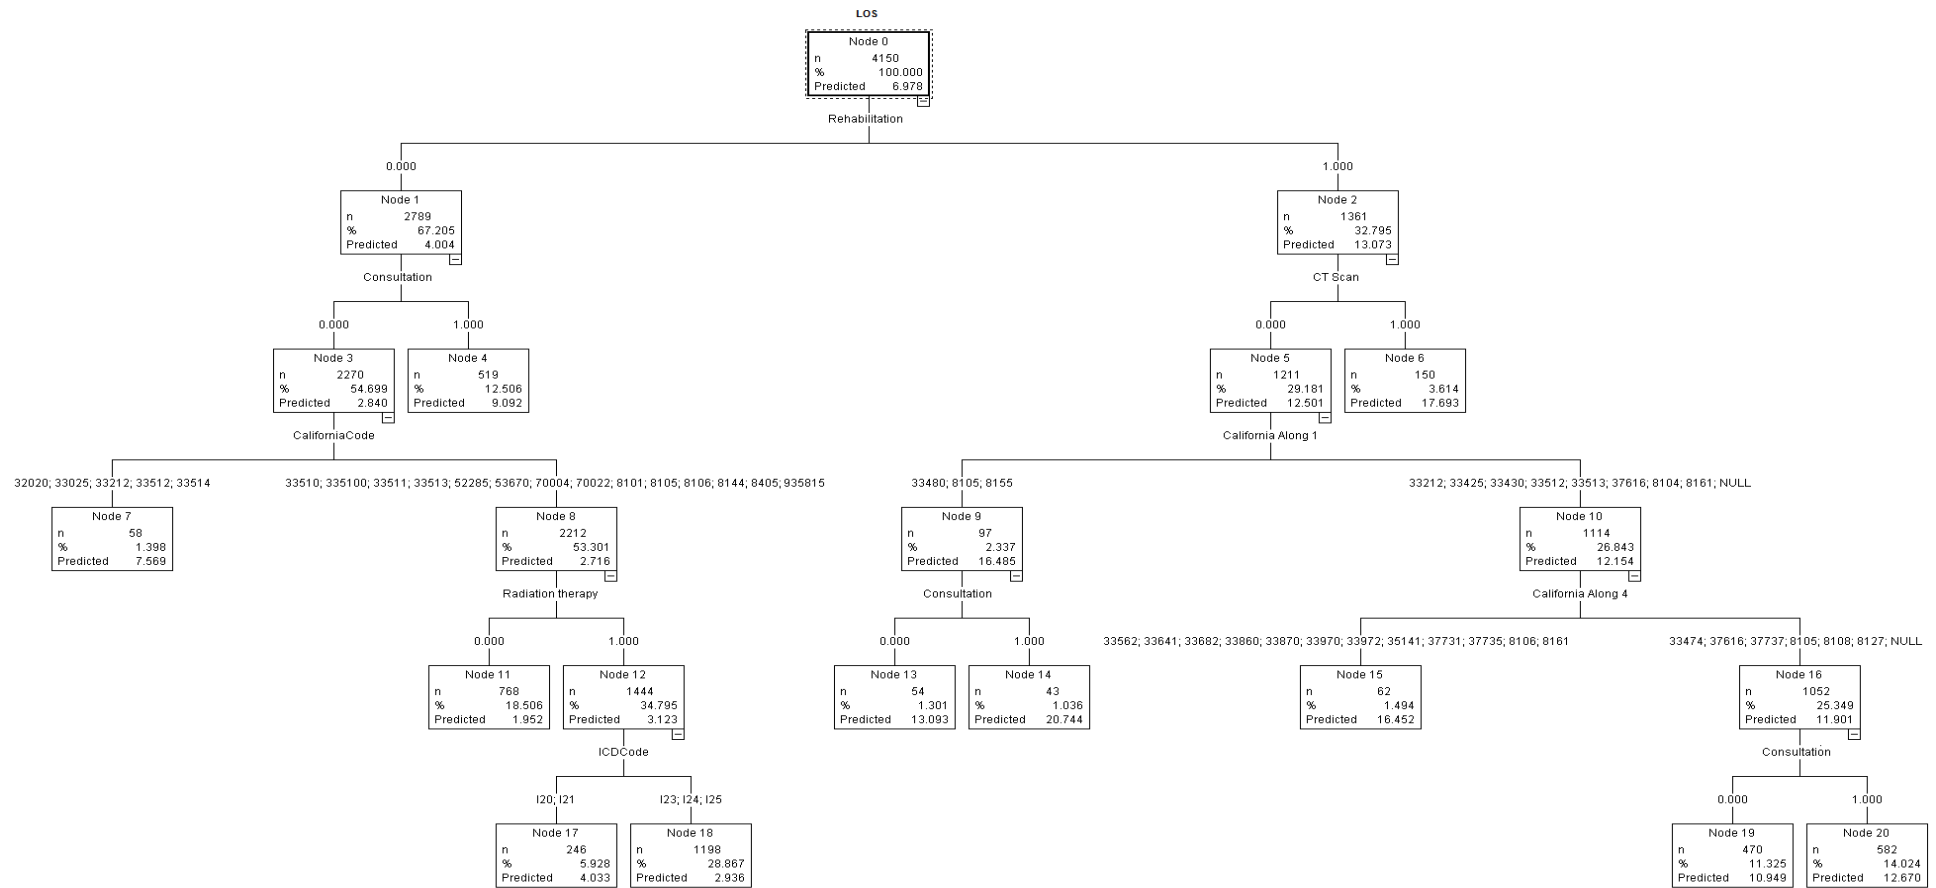 LOS
Node 0
n 4150
% 100.000
Predicted 6.978
Rehabilitation
0.000
1.000
Node 1
n 2789
% 67.205
Predicted 4.004
Node 2
n 1361
% 32.795
Predicted 13.073
Consultation
CT Scan
0.000
1.000
0.000
1.000
Node 3
n 2270
% 54.699
Predicted 2.840
Node 4
n 519
% 12.506
Predicted 9.092
Node 5
n 1211
% 29.181
Predicted 12.501
Node 6
n 150
% 3.614
Predicted 17.693
CaliforniaCode
California Along 1
32020; 33025; 33212; 33512; 33514
33510; 335100; 33511; 33513; 52285; 53670; 70004; 70022; 8101; 8105; 8106; 8144; 8405; 935815
33480; 8105; 8155
33212; 33425; 33430; 33512; 33513; 37616; 8104; 8161; NULL
Node 7
n 58
% 1.398
Predicted 7.569
Node 8
n 2212
% 53.301
Predicted 2.716
Node 9
n 97
% 2.337
Predicted 16.485
Node 10
n 1114
% 26.843
Predicted 12.154
Radiation therapy
Consultation
California Along 4
0.000
1.000
0.000
1.000
33562; 33641; 33682; 33860; 33870; 33970; 33972; 35141; 37731; 37735; 8106; 8161
33474; 37616; 37737; 8105; 8108; 8127; NULL
Node 11
n 768
% 18.506
Predicted 1.952
Node 12
n 1444
% 34.795
Predicted 3.123
Node 13
n 54
% 1.301
Predicted 13.093
Node 14
n 43
% 1.036
Predicted 20.744
Node 15
n 62
% 1.494
Predicted 16.452
Node 16
n 1052
% 25.349
Predicted 11.901
ICDCode
Consultation
I20; I21
I23; I24; I25
0.000
1.000
Node 17
n 246
% 5.928
Predicted 4.033
Node 18
n 1198
% 28.867
Predicted 2.936
Node 19
n 470
% 11.325
Predicted 10.949
Node 20
n 582
% 14.024
Predicted 12.670